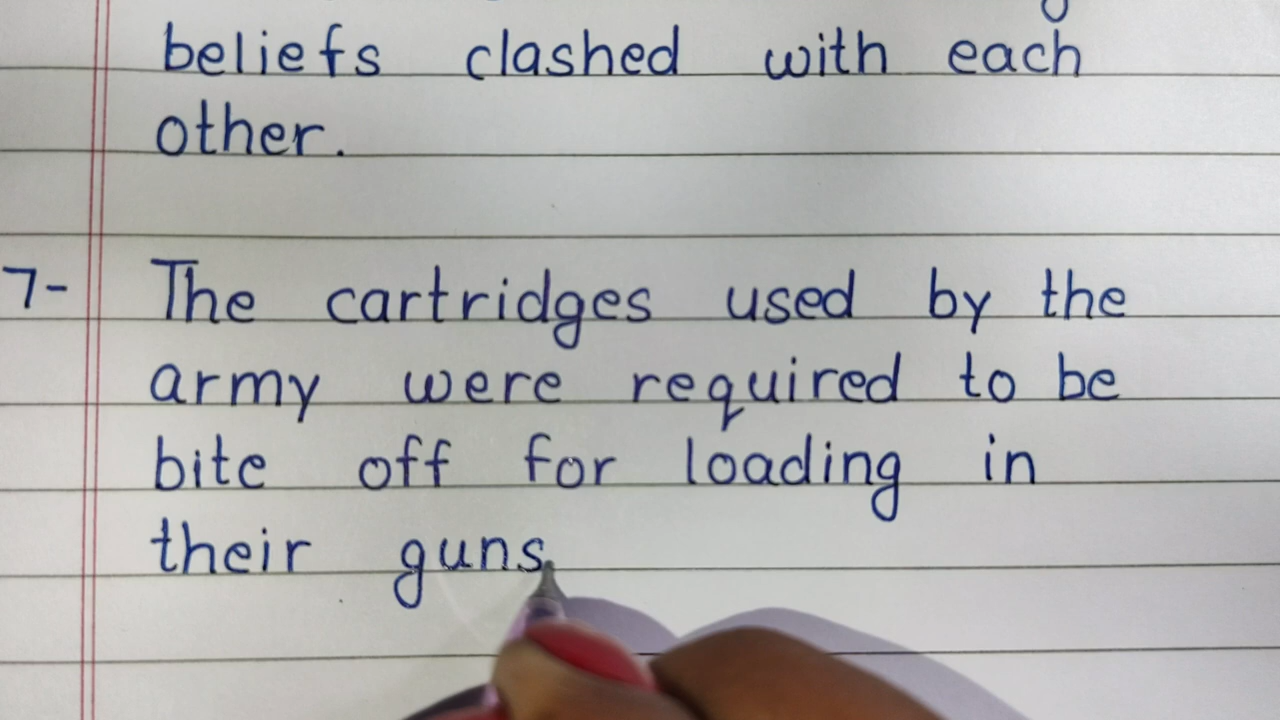 beliefs clashed with each
other.
7- The cartridges used by the
army were required to be
bite off for loading in
their guns.